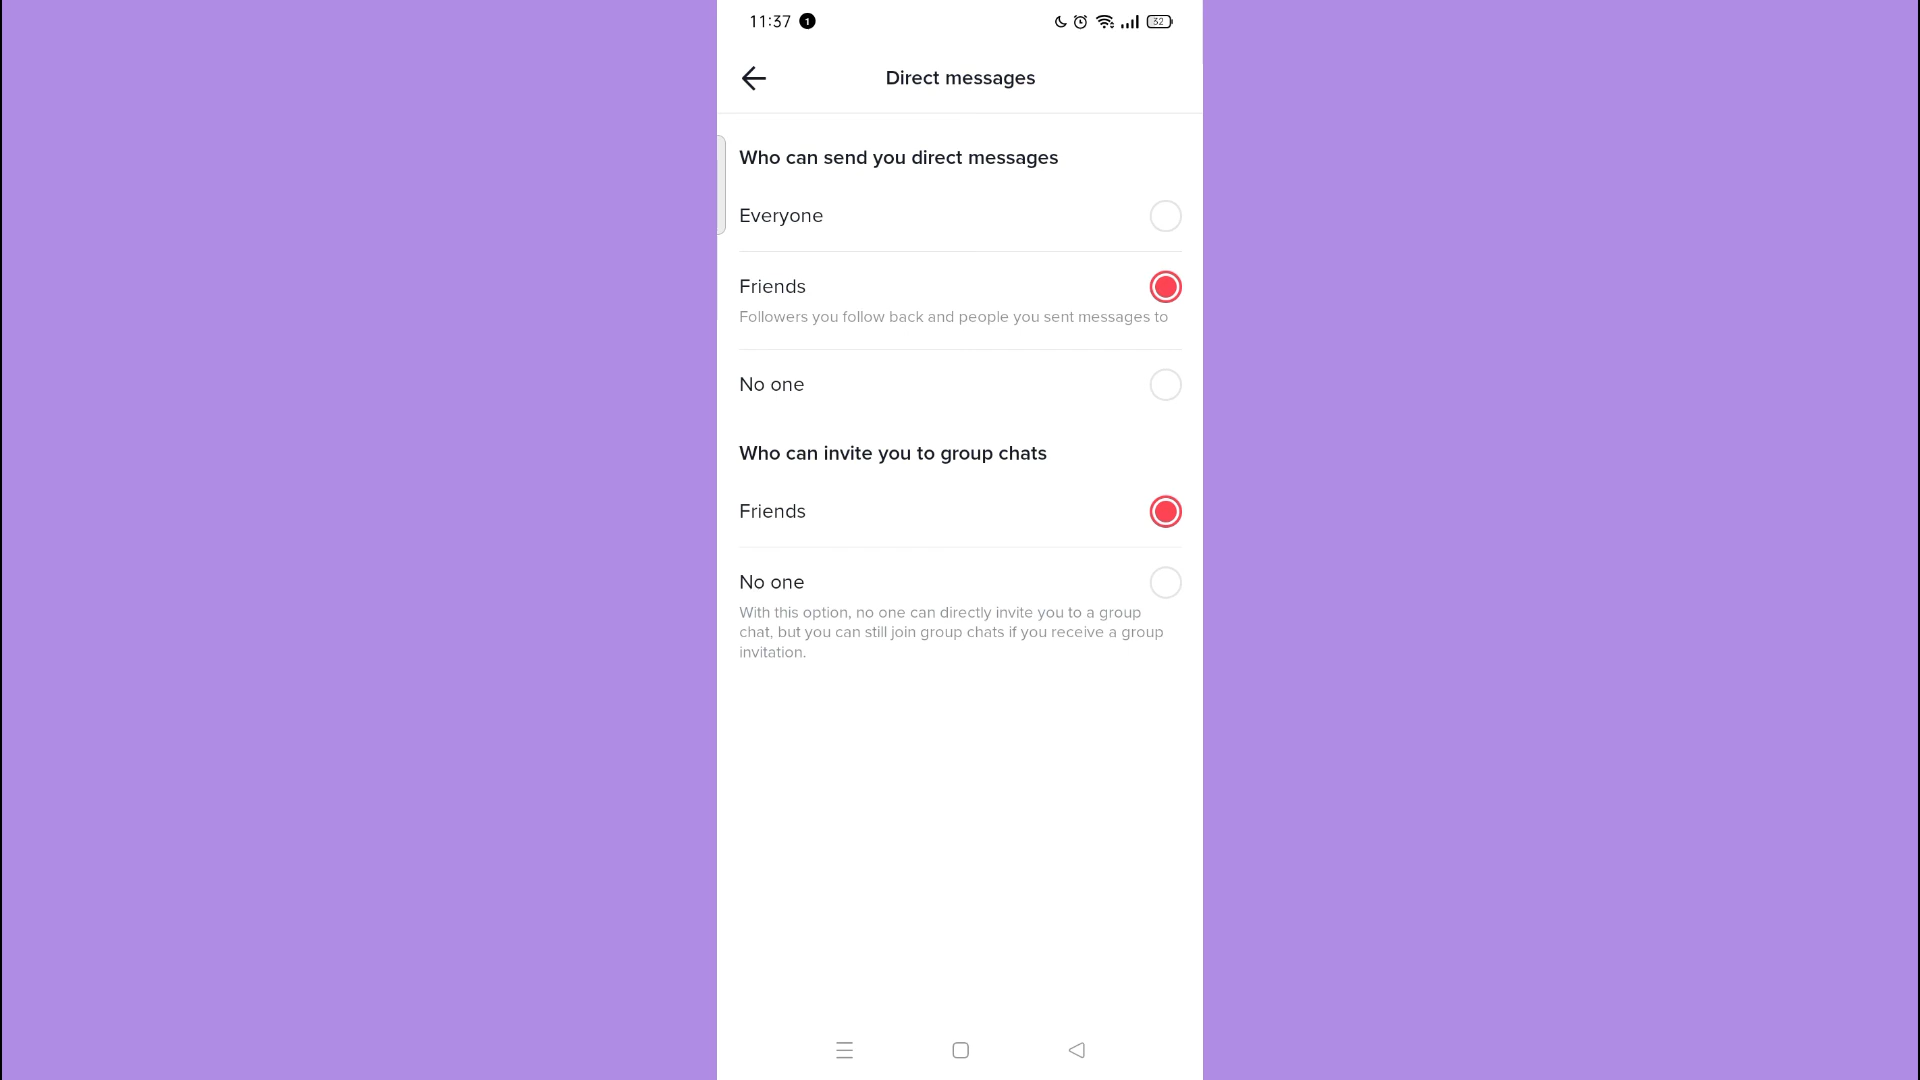 11:37 1 32
Direct messages
Who can send you direct messages
Everyone
Friends
Followers you follow back and people you sent messages to
No one
Who can invite you to group chats
Friends
No one
With this option, no one can directly invite you to a group
chat, but you can still join group chats if you receive a group
invitation.